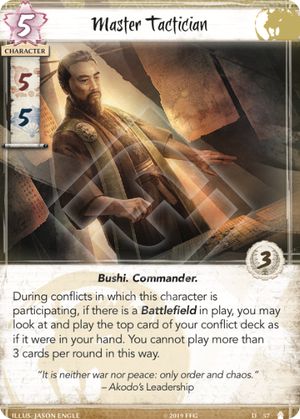 5
Master Tactician
CHARACTER
5
5
3
Bushi. Commander.
During conflicts in which this character is
participating, if there is a Battlefield in play, you may
look at and play the top card of your conflict deck as
if it were in your hand. You cannot play more than
3 cards per round in this way.
"It is neither war nor peace: only order and chaos."
– Akodo's Leadership
ILLUS: JASON ENGLE
©2019 FFG
37